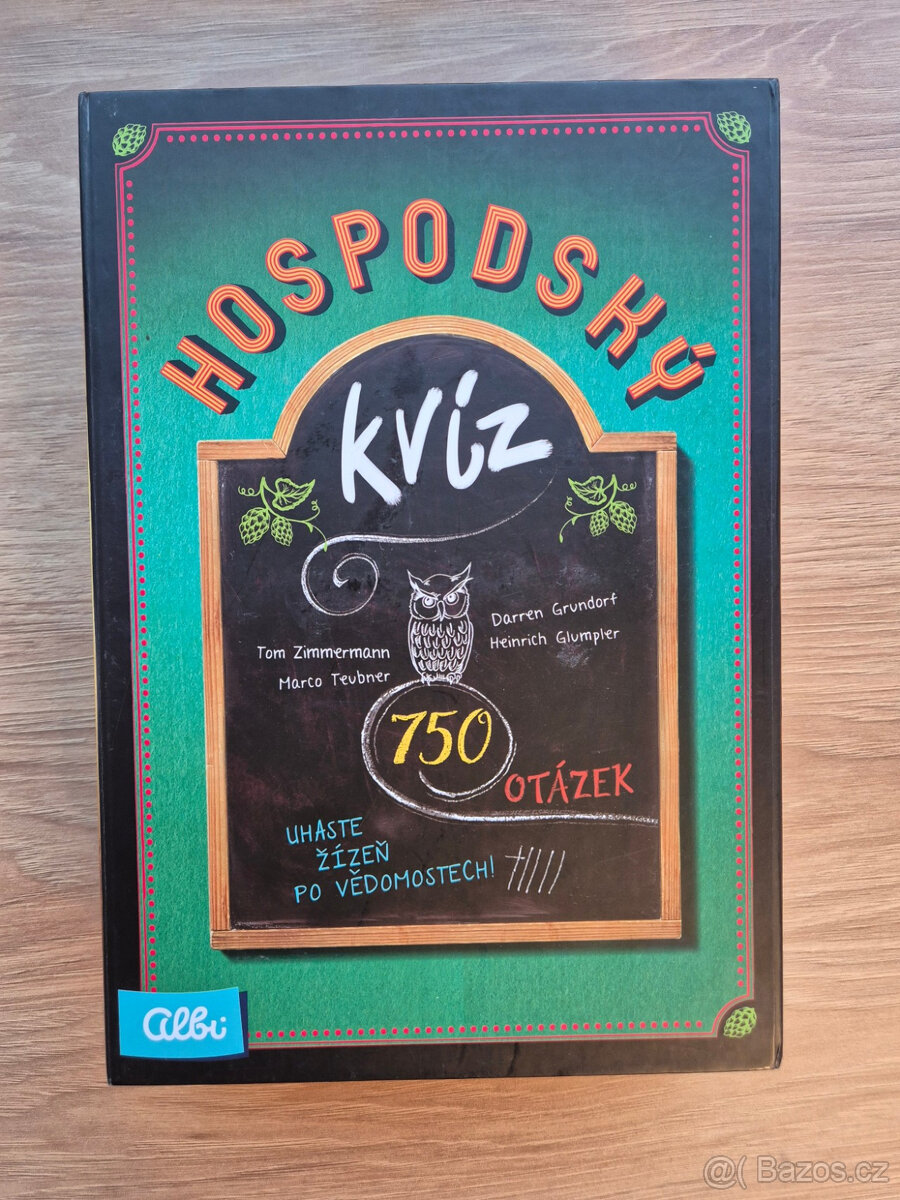 HOSPODSKÝ
kvíz
Darren Grundorf
Tom Zimmermann
Heinrich Glumpler
Marco Teubner
750
OTÁZEK
UHASTE
ŽÍZEŇ
PO VĚDOMOSTECH!
albi
@( Bazos.cz